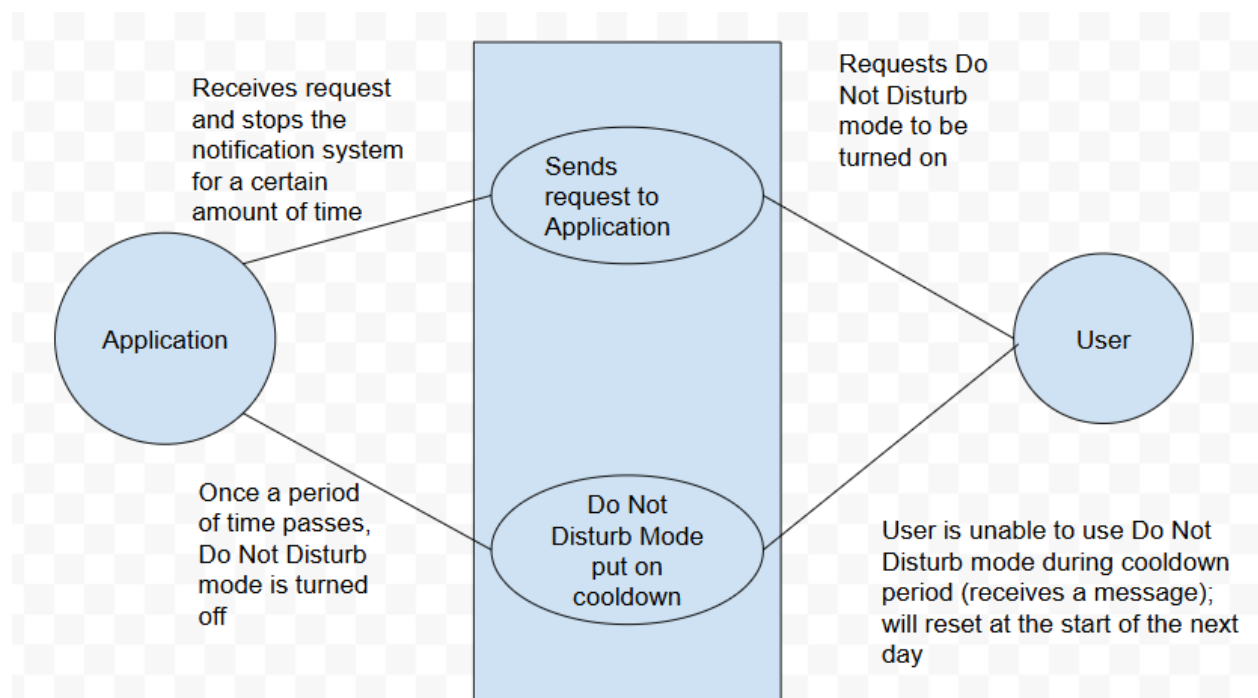 Receives request
and stops the
notification system
for a certain
amount of time
Sends
request to
Application
Requests Do
Not Disturb
mode to be
turned on
Application
User
Once a period
of time passes,
Do Not Disturb
mode is turned
off
Do Not
Disturb Mode
put on
cooldown
User is unable to use Do Not
Disturb mode during cooldown
period (receives a message);
will reset at the start of the next
day